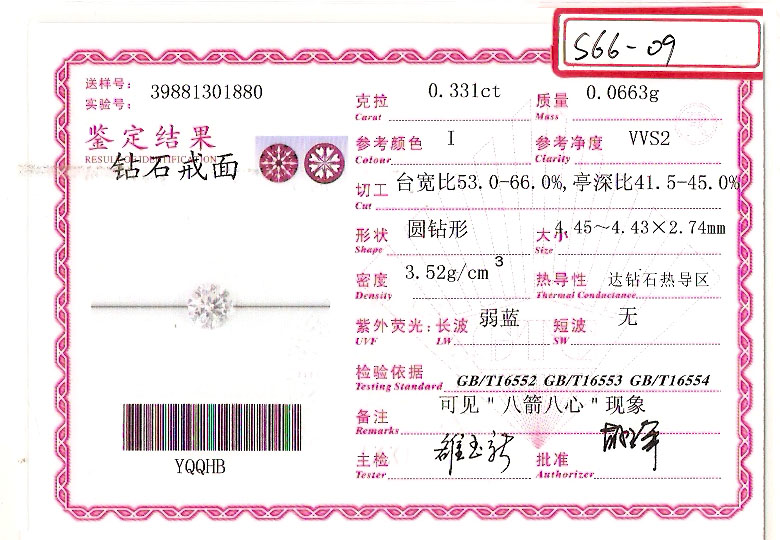 S66-09
送样号: 39881301880
实验号:
鉴定结果
RESULT OF IDENTIFICATION
钻石戒面
YQQHB
克拉 0.331ct 质量 0.0663g
Carat Mass
参考颜色 I 参考净度 VVS2
Colour Clarity
切工 台宽比53.0-66.0%,亭深比41.5-45.0%
Cut
形状 圆钻形 大小 4.45～4.43×2.74mm
Shape Size
密度 3.52g/cm³ 热导性 达钻石热导区
Density Thermal Conductance
紫外荧光: 长波 弱蓝 短波 无
UVF LW SW
检验依据
Testing Standard GB/T16552 GB/T16553 GB/T16554
备注 可见"八箭八心"现象
Remarks
主检 批准
Tester Authorizer